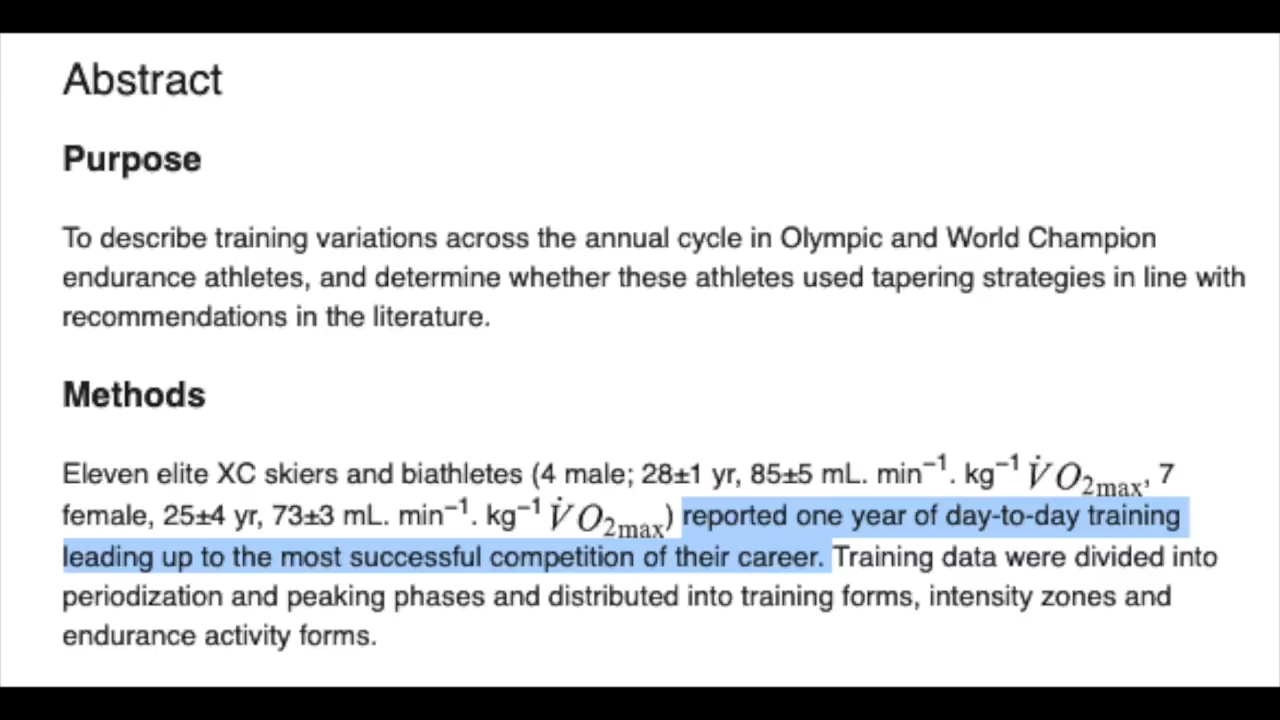 Abstract
Purpose
To describe training variations across the annual cycle in Olympic and World Champion
endurance athletes, and determine whether these athletes used tapering strategies in line with
recommendations in the literature.
Methods
Eleven elite XC skiers and biathletes (4 male; 28±1 yr, 85±5 mL. min⁻¹. kg⁻¹ V̇O₂max, 7
female, 25±4 yr, 73±3 mL. min⁻¹. kg⁻¹ V̇O₂max) reported one year of day-to-day training
leading up to the most successful competition of their career. Training data were divided into
periodization and peaking phases and distributed into training forms, intensity zones and
endurance activity forms.